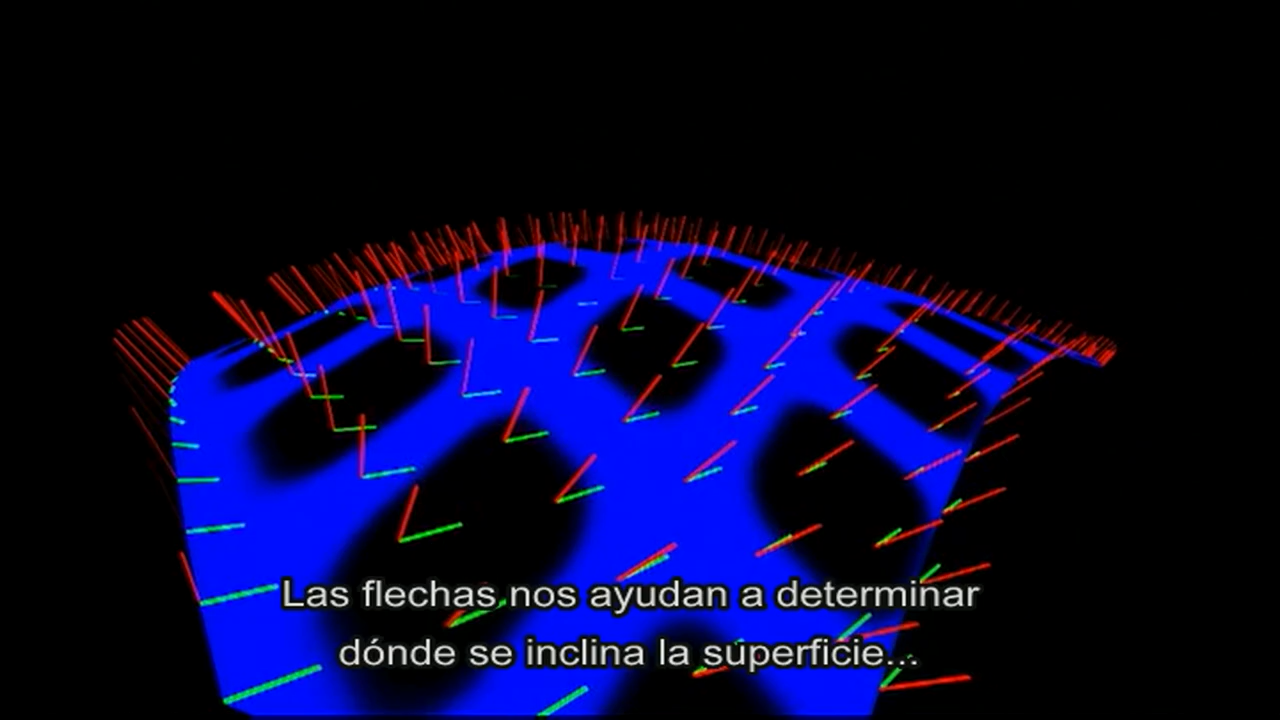 Las flechas nos ayudan a determinar
dónde se inclina la superficie...